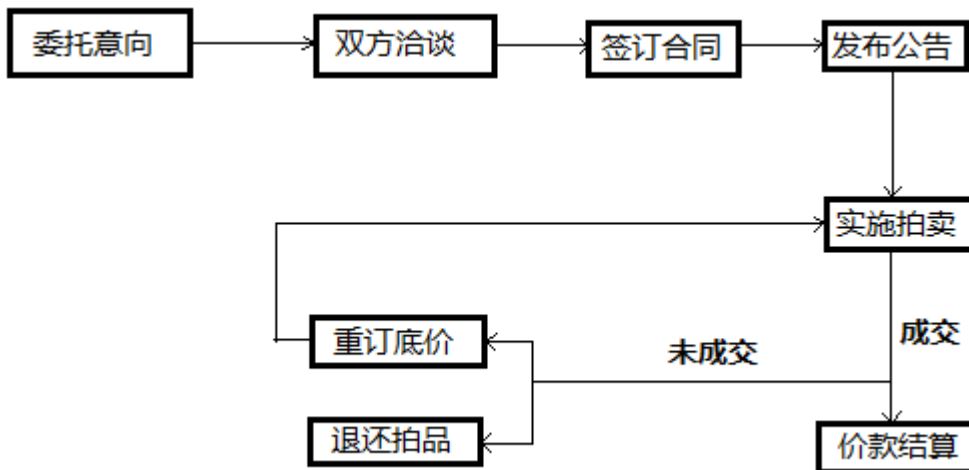 委托意向
双方洽谈
签订合同
发布公告
实施拍卖
重订底价
未成交
成交
退还拍品
价款结算